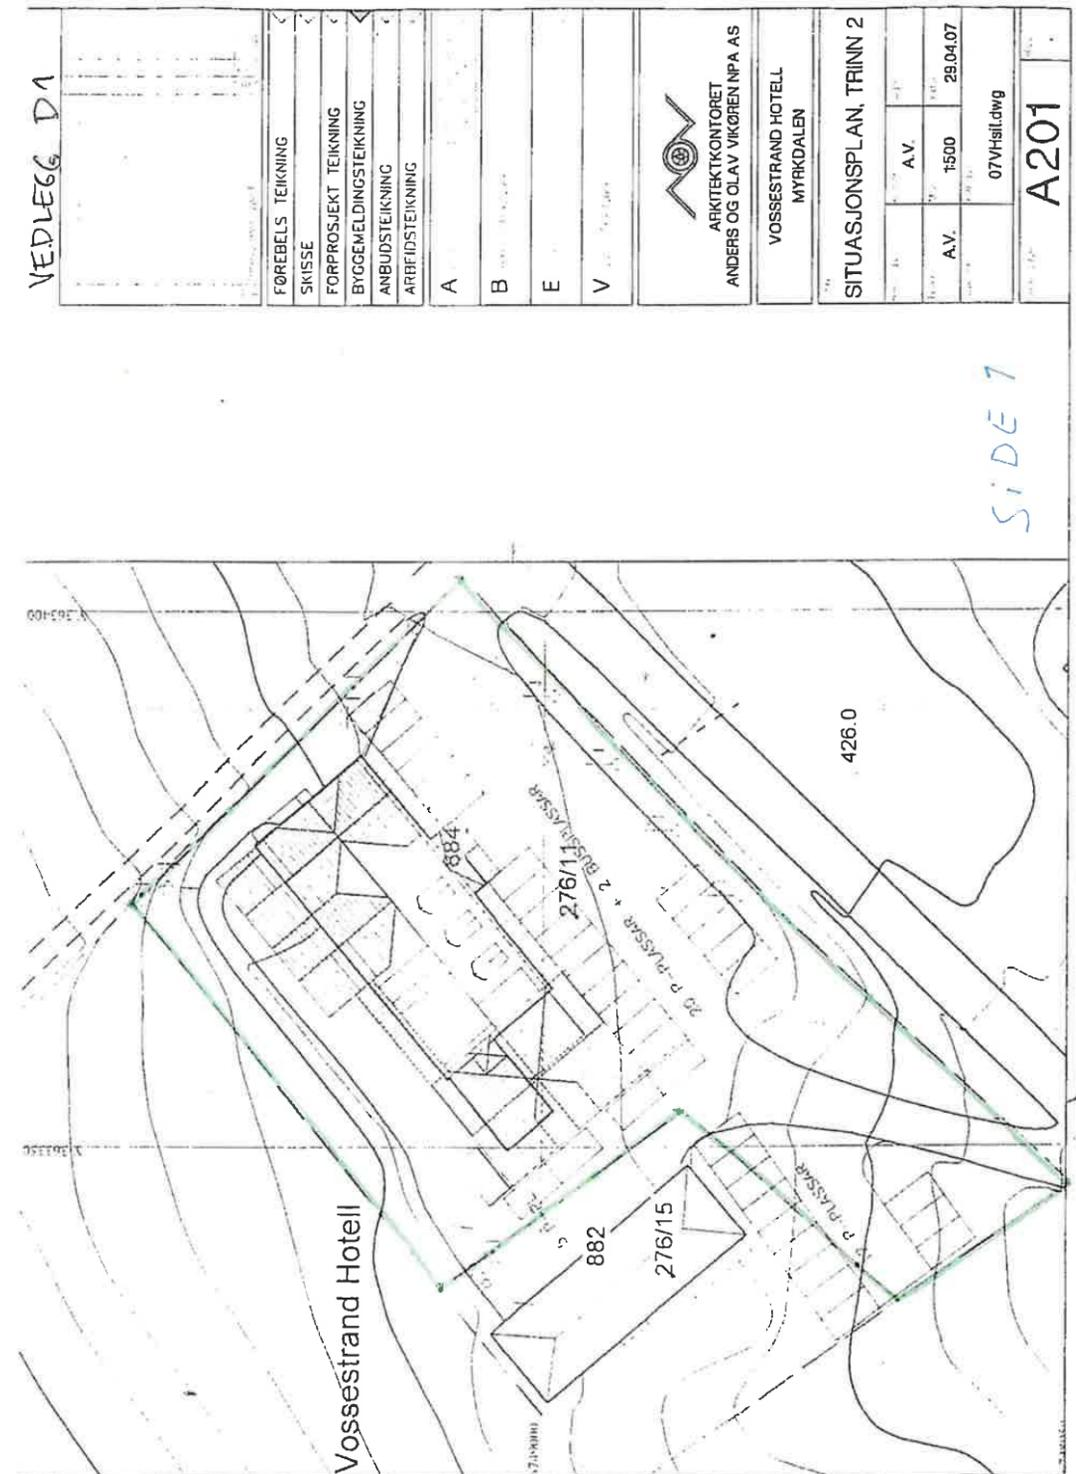 VEDLEGG D1
FØREBELS TEIKNING
SKISSE
FORPROSJEKT TEIKNING
BYGGEMELDINGSTEIKNING
ANBUDSTEIKNING
ARBEIDSTEIKNING
A
B
E
V
ARKITEKTKONTORET
ANDERS OG OLAV VIKØREN NPA AS
VOSSESTRAND HOTELL
MYRKDALEN
SITUASJONSPLAN, TRINN 2
A.V.
A.V.
1:500
29.04.07
07VHsit.dwg
A201
SIDE 1
426.0
884
276/11
20 P-PLASSAR + 2 BUSSPLASSAR
P-PLASSAR
882
276/15
Vossestrand Hotell